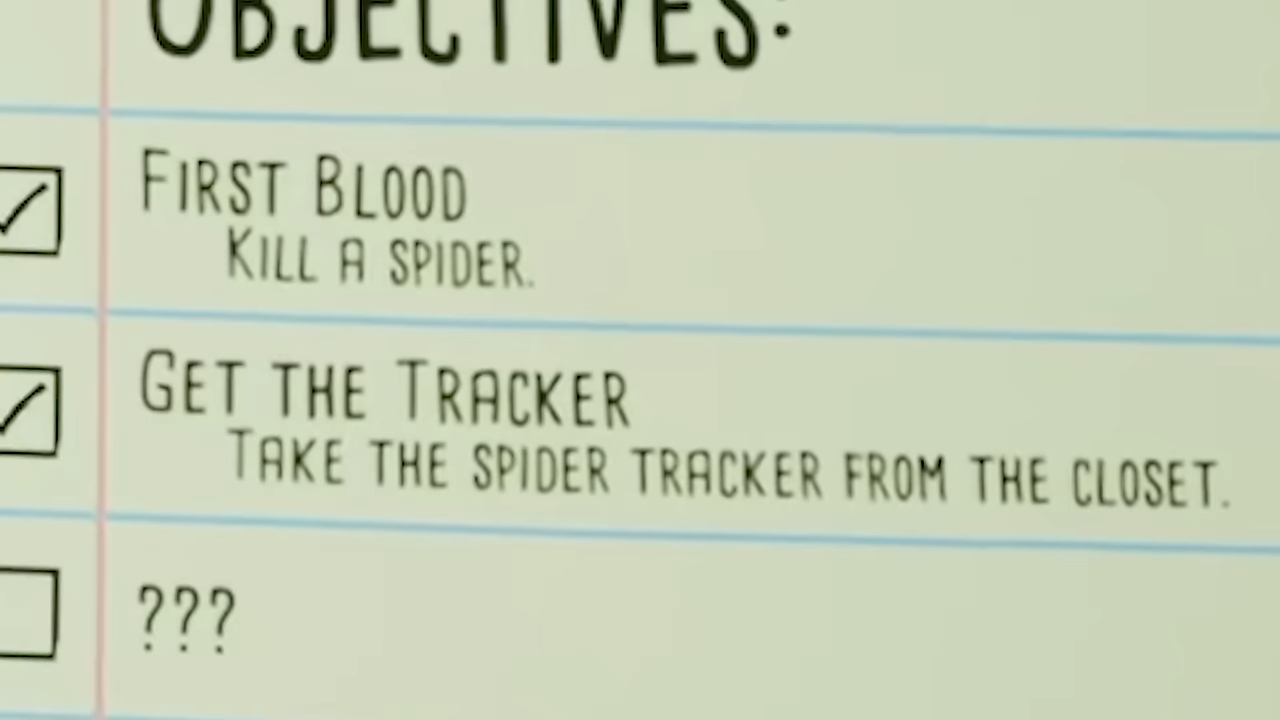 OBJECTIVES:
FIRST BLOOD
KILL A SPIDER.
GET THE TRACKER
TAKE THE SPIDER TRACKER FROM THE CLOSET.
???